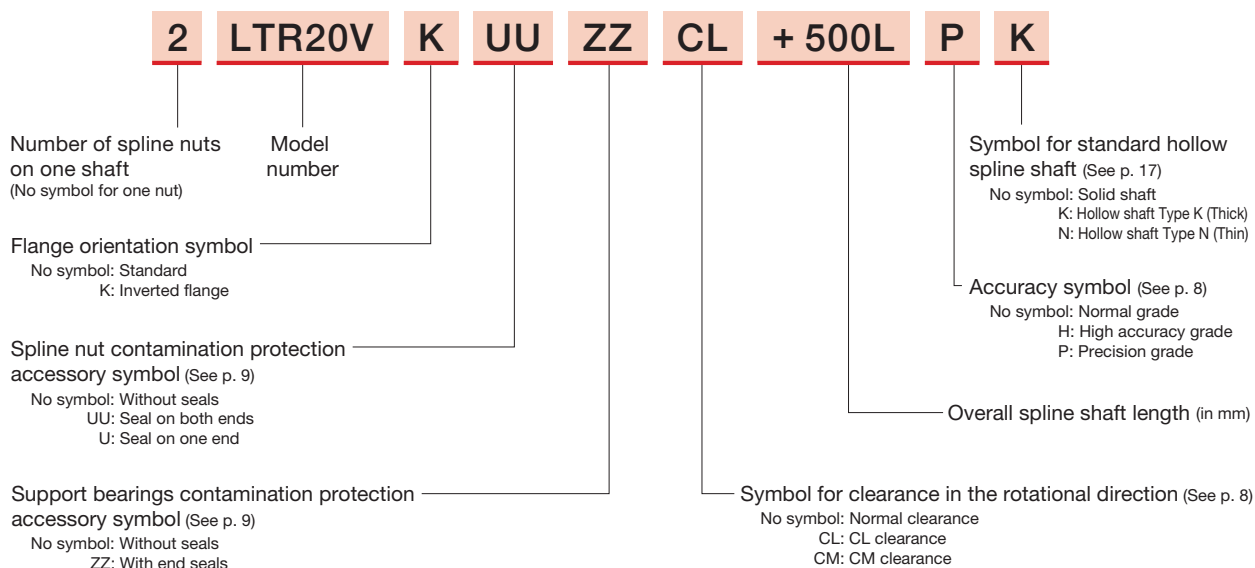 2 LTR20V K UU ZZ CL + 500L P K
Number of spline nuts
on one shaft
(No symbol for one nut)
Model
number
Flange orientation symbol
No symbol: Standard
K: Inverted flange
Spline nut contamination protection
accessory symbol (See p. 9)
No symbol: Without seals
UU: Seal on both ends
U: Seal on one end
Support bearings contamination protection
accessory symbol (See p. 9)
No symbol: Without seals
ZZ: With end seals
Symbol for standard hollow
spline shaft (See p. 17)
No symbol: Solid shaft
K: Hollow shaft Type K (Thick)
N: Hollow shaft Type N (Thin)
Accuracy symbol (See p. 8)
No symbol: Normal grade
H: High accuracy grade
P: Precision grade
Overall spline shaft length (in mm)
Symbol for clearance in the rotational direction (See p. 8)
No symbol: Normal clearance
CL: CL clearance
CM: CM clearance